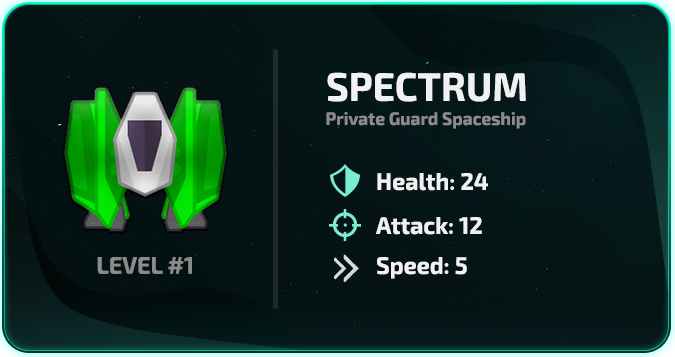 SPECTRUM
Private Guard Spaceship
Health: 24
Attack: 12
Speed: 5
LEVEL #1